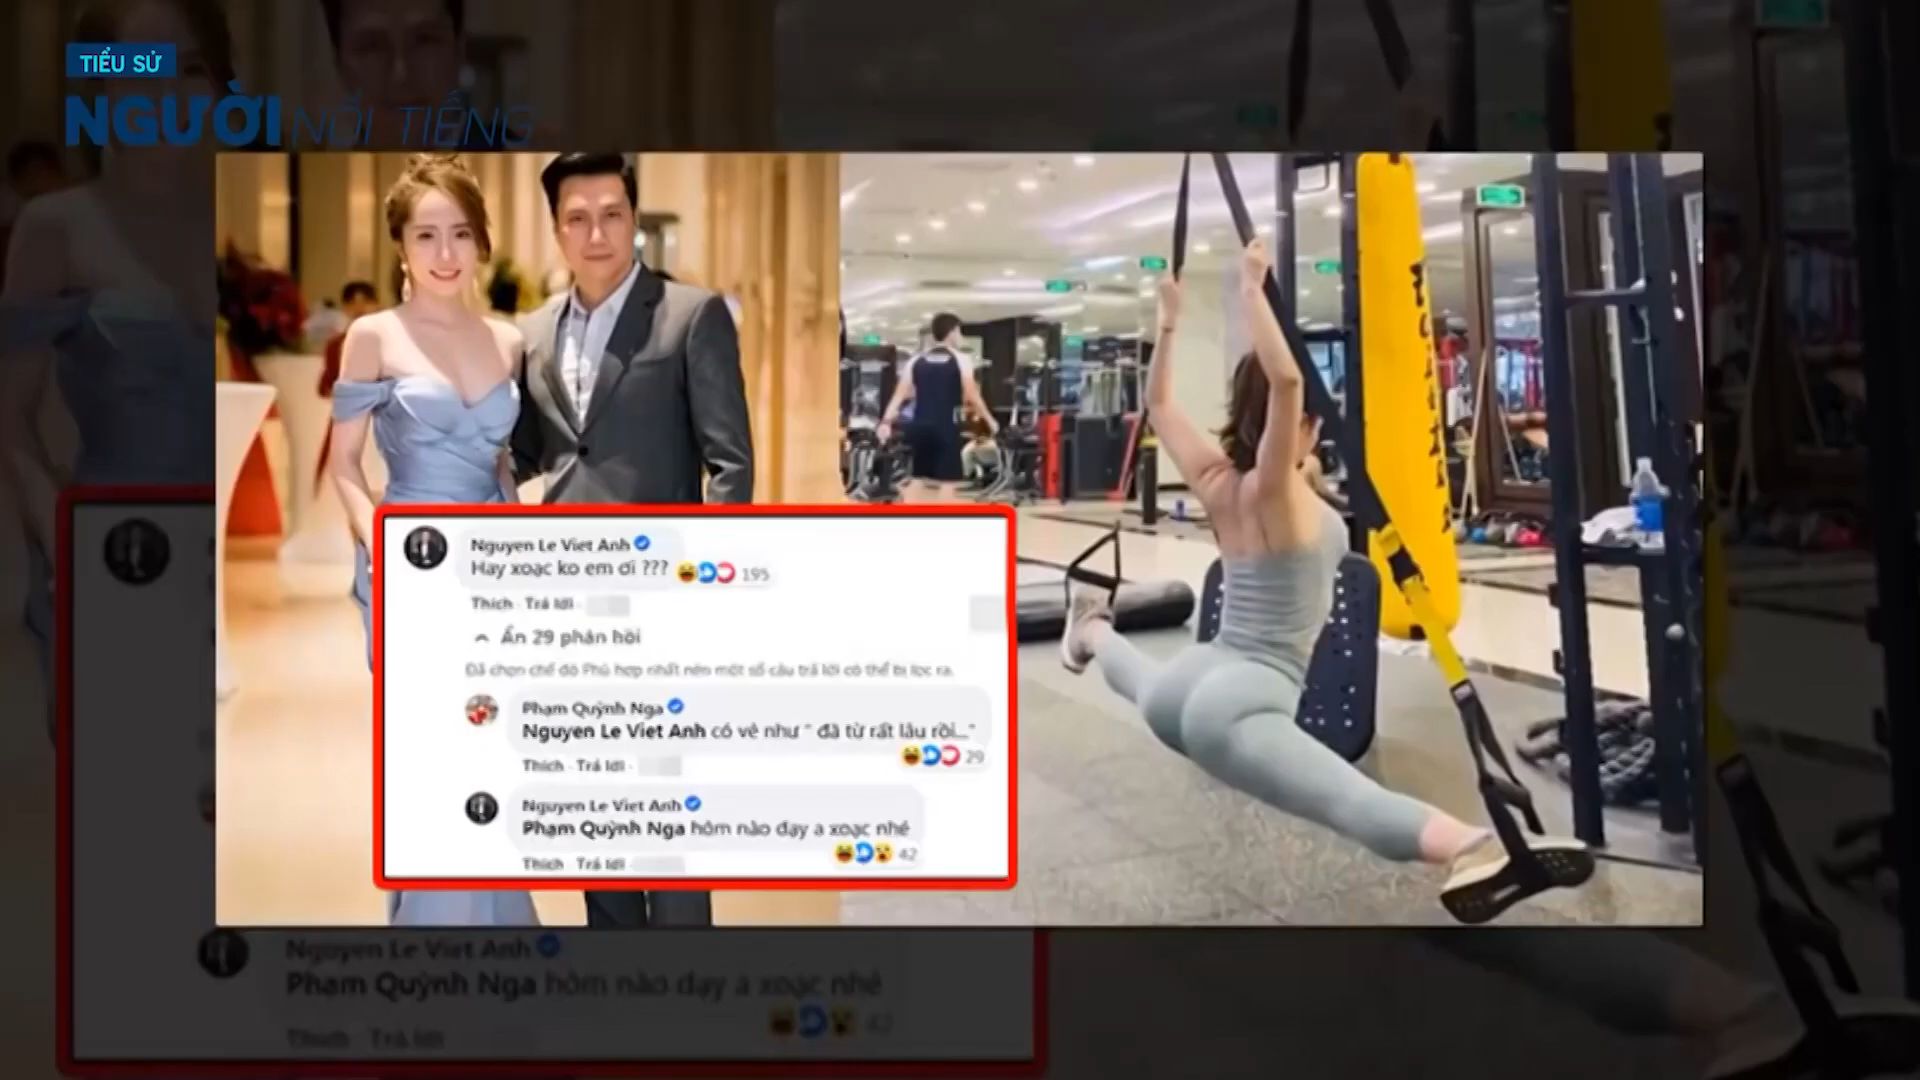 TIỂU SỬ
NGƯỜI NỔI TIẾNG
Nguyen Le Viet Anh
Hay xoạc ko em ơi ???
195
Thích · Trả lời ·
Ẩn 29 phản hồi
Đã chọn chế độ Phù hợp nhất nên một số câu trả lời có thể bị lọc ra.
Phạm Quỳnh Nga
Nguyen Le Viet Anh có vẻ như " đã từ rất lâu rồi..."
29
Thích · Trả lời ·
Nguyen Le Viet Anh
Phạm Quỳnh Nga hôm nào dạy a xoạc nhé
42
Thích · Trả lời
Nguyen Le Viet Anh
Phạm Quỳnh Nga hôm nào dạy a xoạc nhé
42
Thích Trả lời